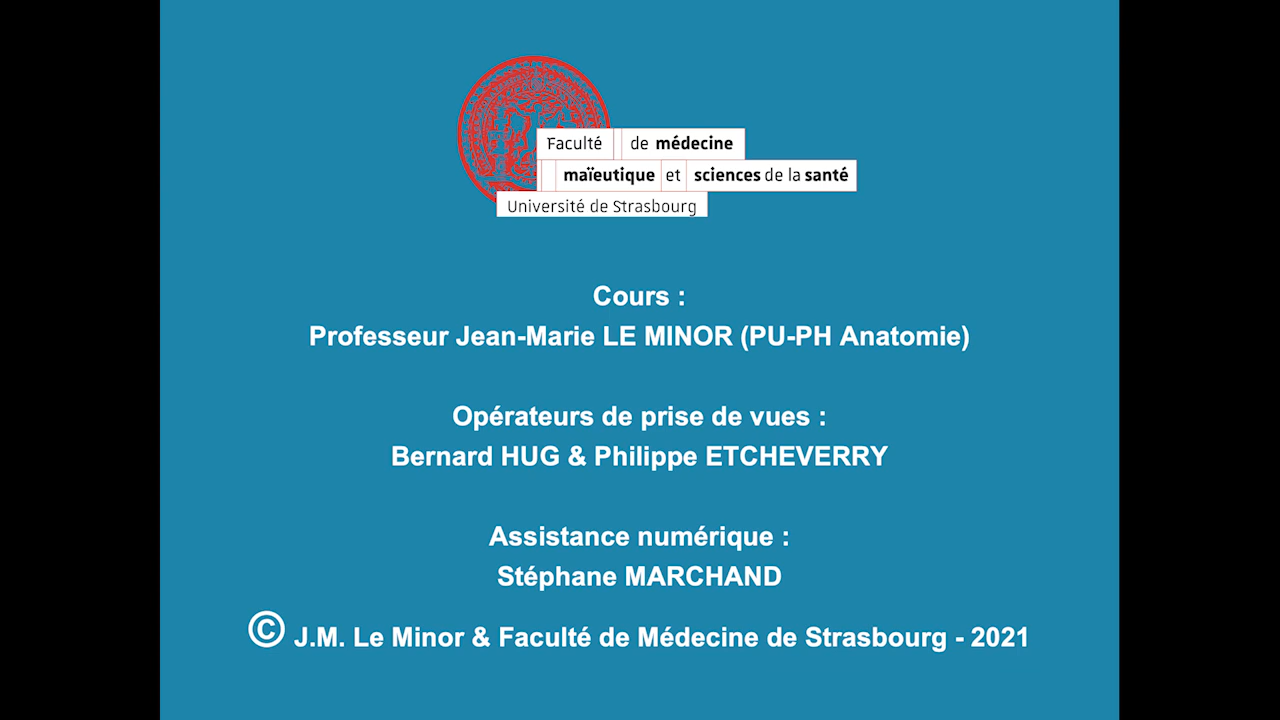 Faculté de médecine
maïeutique et sciences de la santé
Université de Strasbourg
Cours :
Professeur Jean-Marie LE MINOR (PU-PH Anatomie)
Opérateurs de prise de vues :
Bernard HUG & Philippe ETCHEVERRY
Assistance numérique :
Stéphane MARCHAND
© J.M. Le Minor & Faculté de Médecine de Strasbourg - 2021